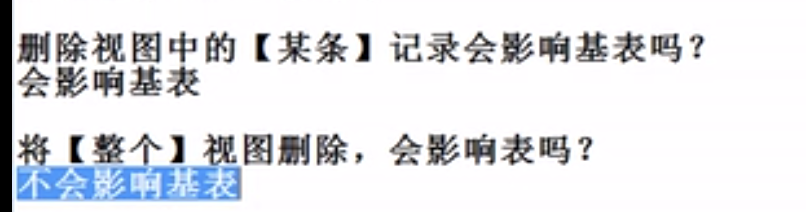 删除视图中的【某条】记录会影响基表吗？
会影响基表
将【整个】视图删除，会影响表吗？
不会影响基表